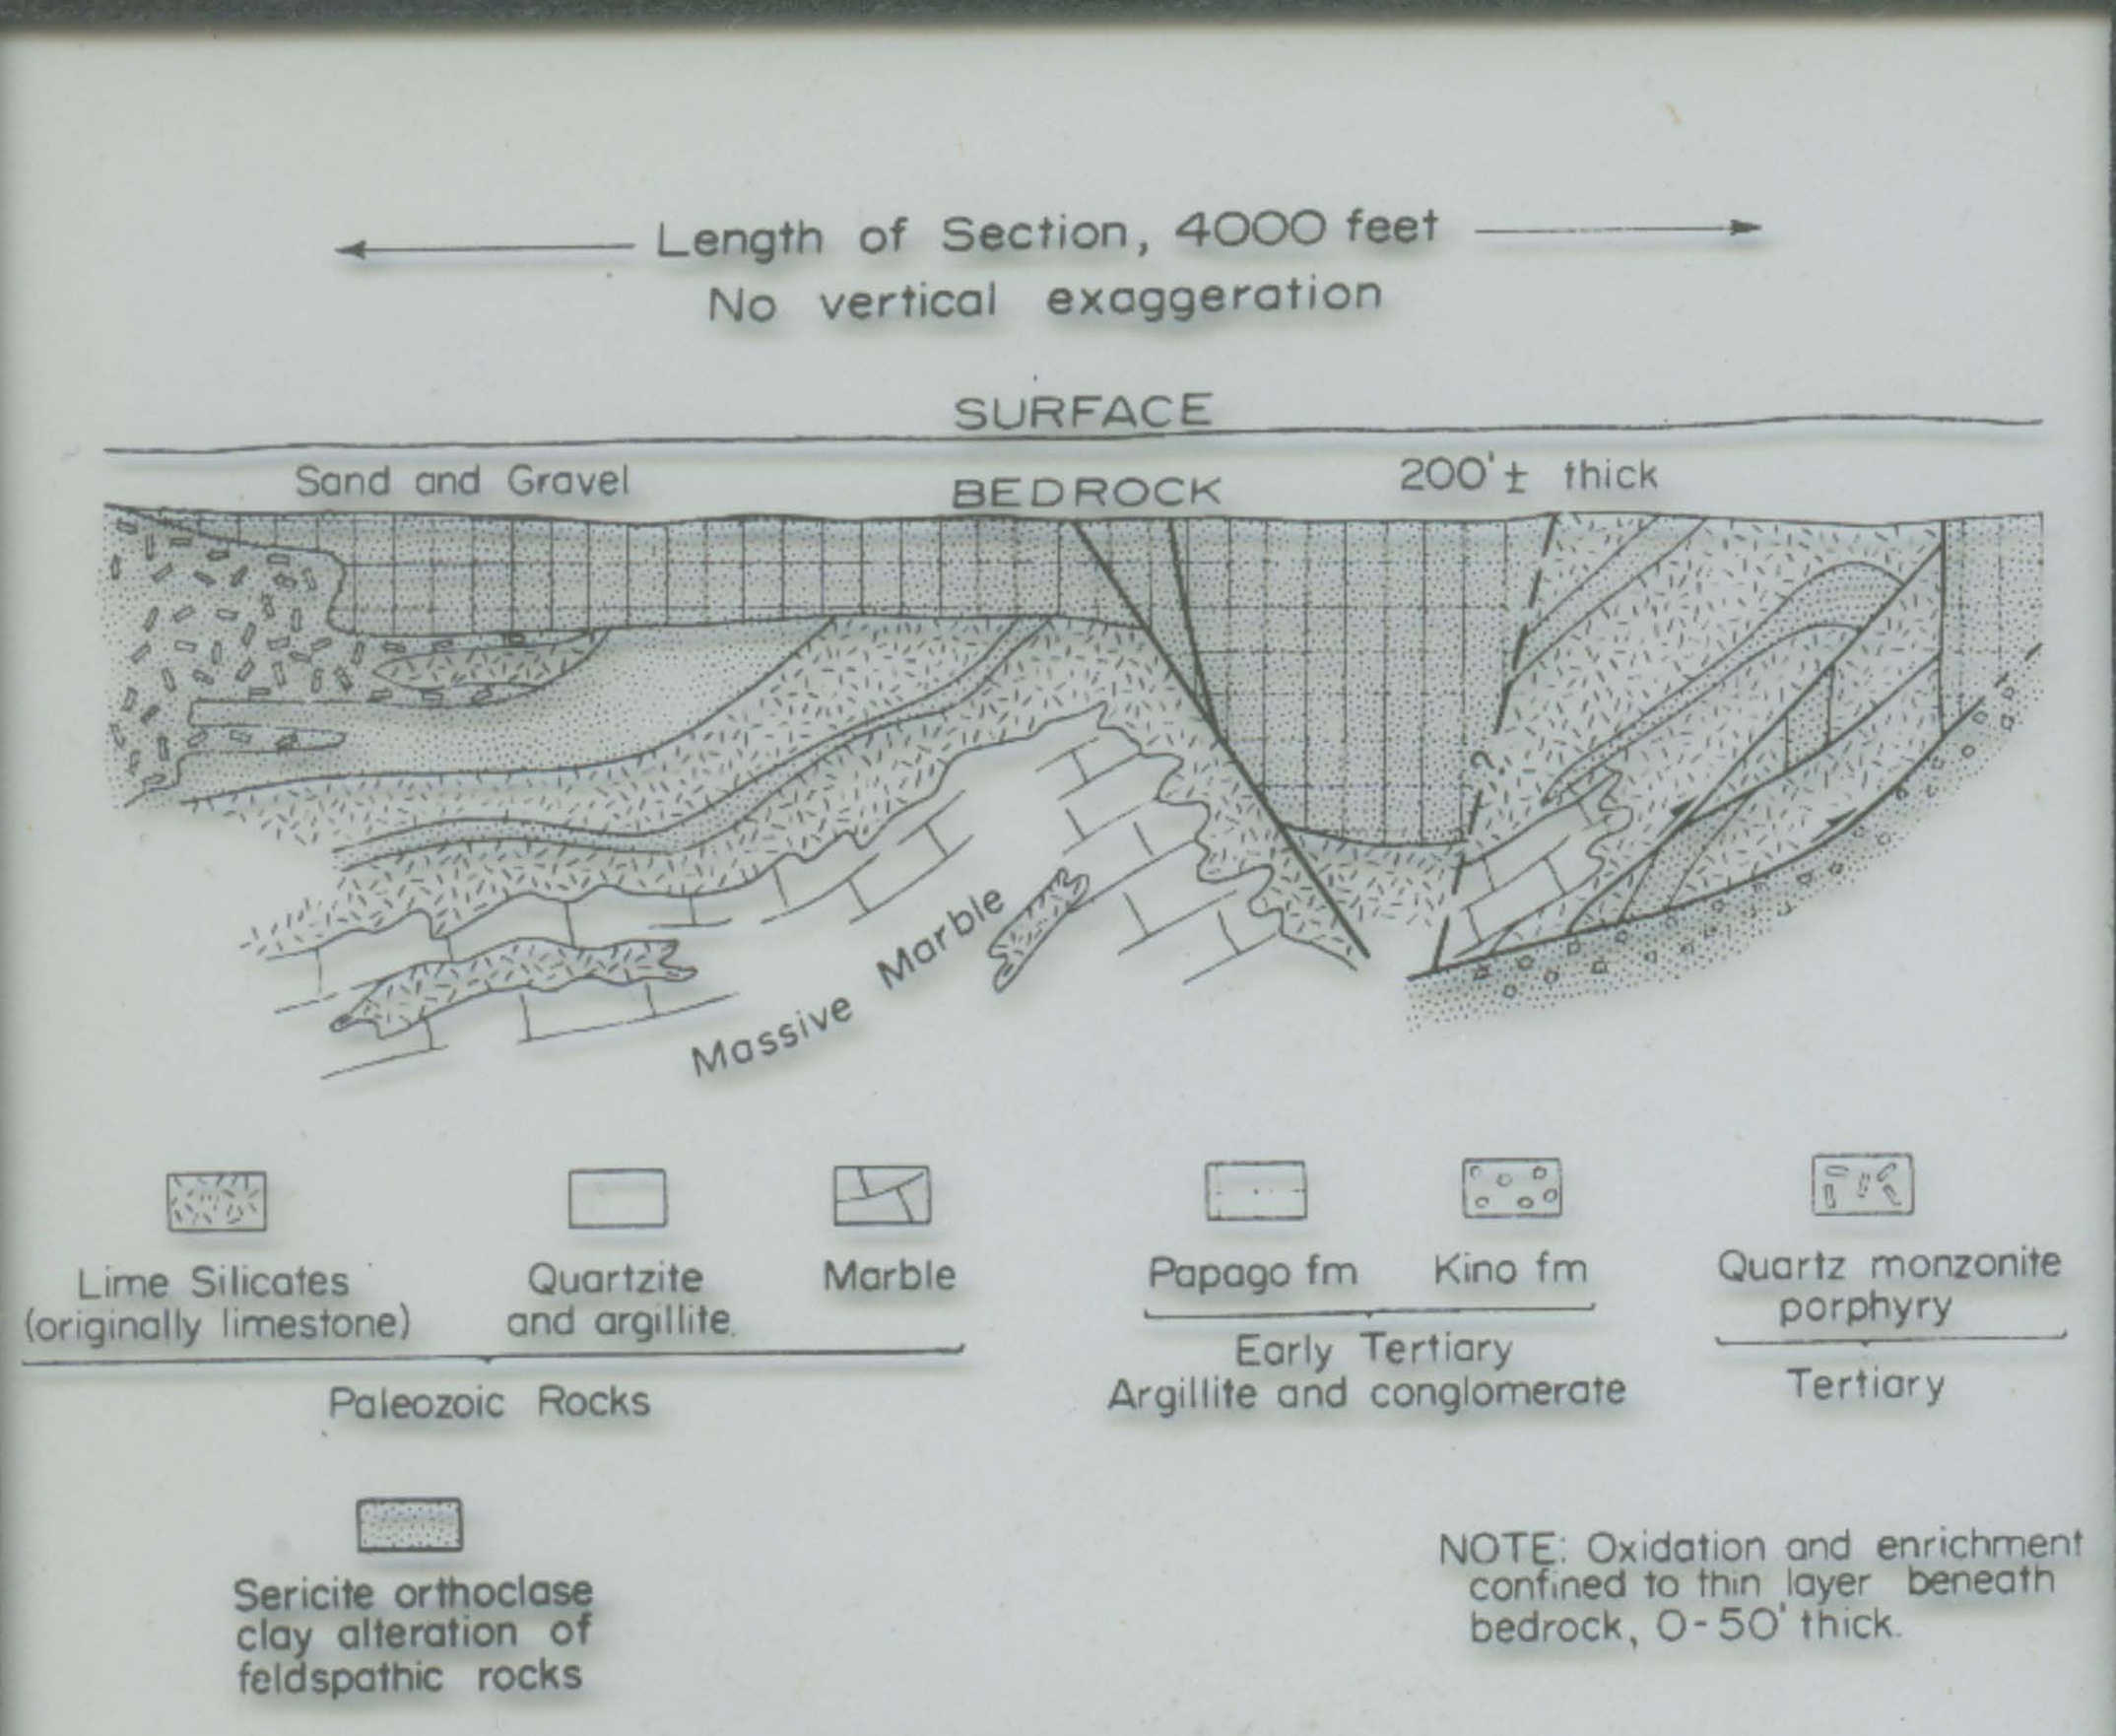 Length of Section, 4000 feet
No vertical exaggeration
SURFACE
Sand and Gravel
BEDROCK
200'± thick
?
Massive Marble
Lime Silicates
(originally limestone)
Quartzite
and argillite.
Marble
Paleozoic Rocks
Papago fm
Kino fm
Early Tertiary
Argillite and conglomerate
Quartz monzonite
porphyry
Tertiary
Sericite orthoclase
clay alteration of
feldspathic rocks
NOTE: Oxidation and enrichment
confined to thin layer beneath
bedrock, 0-50' thick.